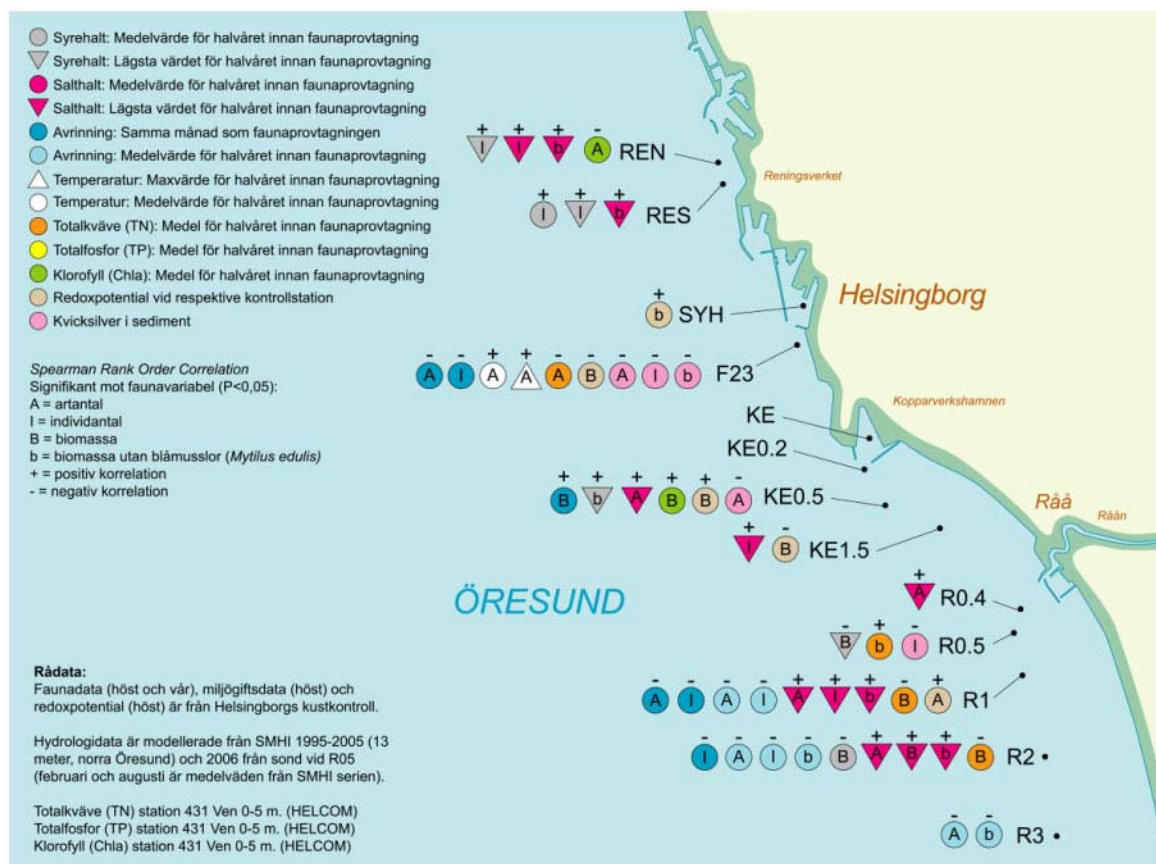 Syrehalt: Medelvärde för halvåret innan faunaprovtagning
Syrehalt: Lägsta värdet för halvåret innan faunaprovtagning
Salthalt: Medelvärde för halvåret innan faunaprovtagning
Salthalt: Lägsta värdet för halvåret innan faunaprovtagning
Avrinning: Samma månad som faunaprovtagningen
Avrinning: Medelvärde för halvåret innan faunaprovtagning
Temperaratur: Maxvärde för halvåret innan faunaprovtagning
Temperatur: Medelvärde för halvåret innan faunaprovtagning
Totalkväve (TN): Medel för halvåret innan faunaprovtagning
Totalfosfor (TP): Medel för halvåret innan faunaprovtagning
Klorofyll (Chla): Medel för halvåret innan faunaprovtagning
Redoxpotential vid respektive kontrollstation
Kvicksilver i sediment
Spearman Rank Order Correlation
Signifikant mot faunavariabel (P<0,05):
A = artantal
I = individantal
B = biomassa
b = biomassa utan blåmusslor (Mytilus edulis)
+ = positiv korrelation
- = negativ korrelation
Rådata:
Faunadata (höst och vår), miljögiftsdata (höst) och
redoxpotential (höst) är från Helsingborgs kustkontroll.
Hydrologidata är modellerade från SMHI 1995-2005 (13
meter, norra Öresund) och 2006 från sond vid R05
(februari och augusti är medelväden från SMHI serien).
Totalkväve (TN) station 431 Ven 0-5 m. (HELCOM)
Totalfosfor (TP) station 431 Ven 0-5 m. (HELCOM)
Klorofyll (Chla) station 431 Ven 0-5 m. (HELCOM)
+ + + -
I I b A REN
Reningsverket
+ + +
I I b RES
Helsingborg
+
b SYH
- - + + - - - - -
A I A A A B A I b F23
Kopparverkshamnen
KE
KE0.2
+ + + + + -
B b A B B A KE0.5
Råå
Råån
+ -
I B KE1.5
ÖRESUND
+
A R0.4
- + -
B b I R0.5
- - - - + + + - +
A I A I A I b B A R1
- - - - - + + + -
I A I b B A B b B R2
- -
A b R3